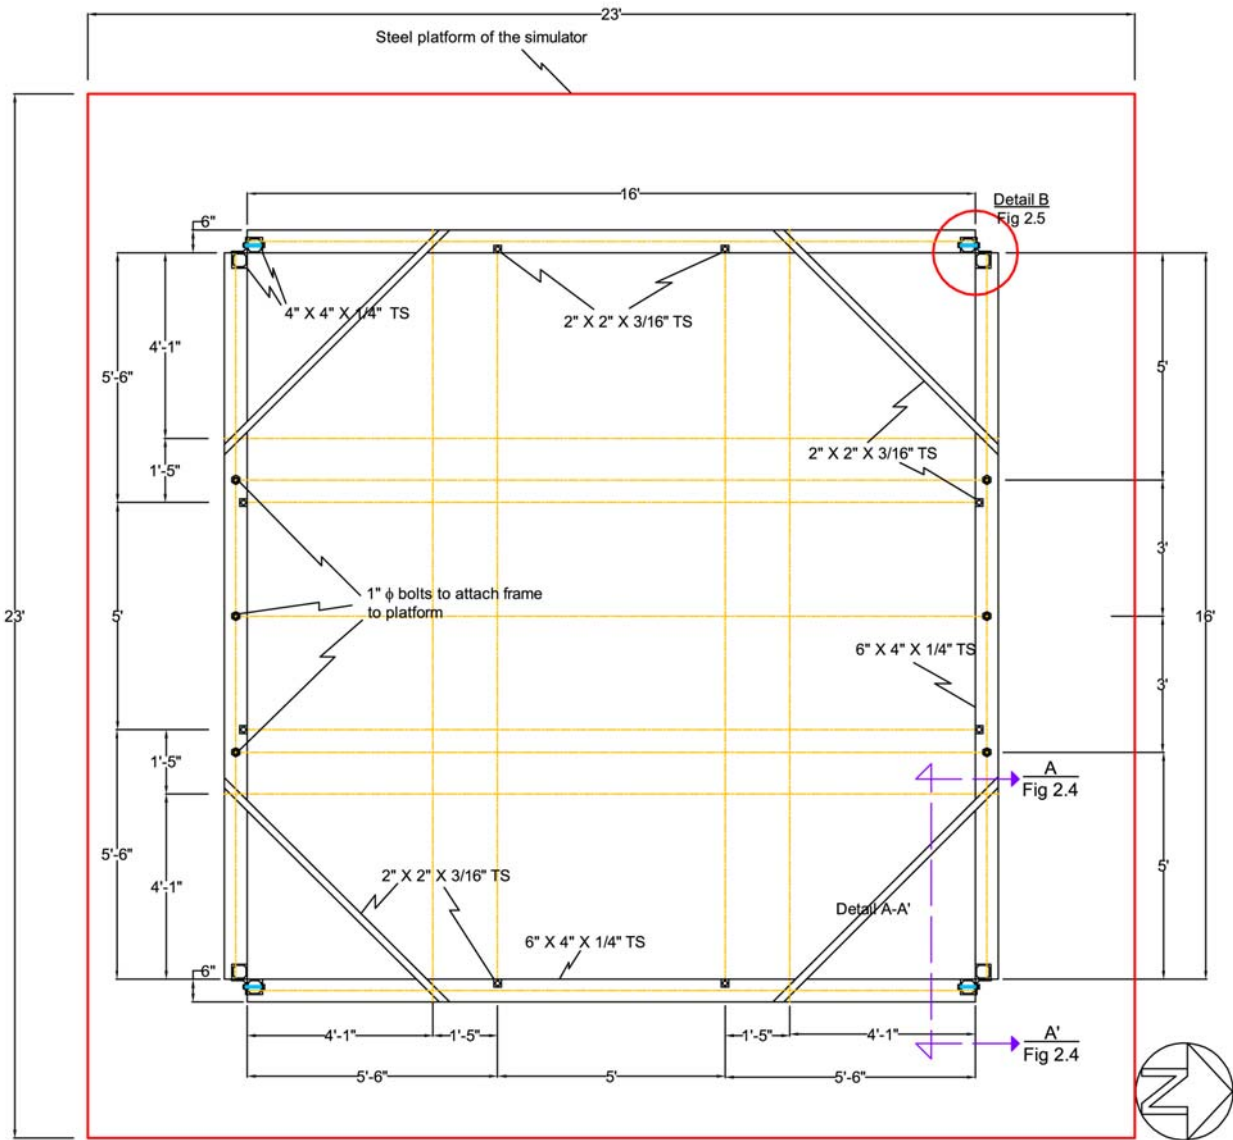 23'
Steel platform of the simulator
16'
Detail B
Fig 2.5
6"
4" X 4" X 1/4" TS
2" X 2" X 3/16" TS
4'-1"
5'-6"
5'
2" X 2" X 3/16" TS
1'-5"
3'
1" ϕ bolts to attach frame
to platform
23'
5'
16'
6" X 4" X 1/4" TS
3'
1'-5"
A
Fig 2.4
5'-6"
4'-1"
2" X 2" X 3/16" TS
5'
Detail A-A'
6" X 4" X 1/4" TS
6"
4'-1"
1'-5"
1'-5"
4'-1"
A'
Fig 2.4
5'-6"
5'
5'-6"
N